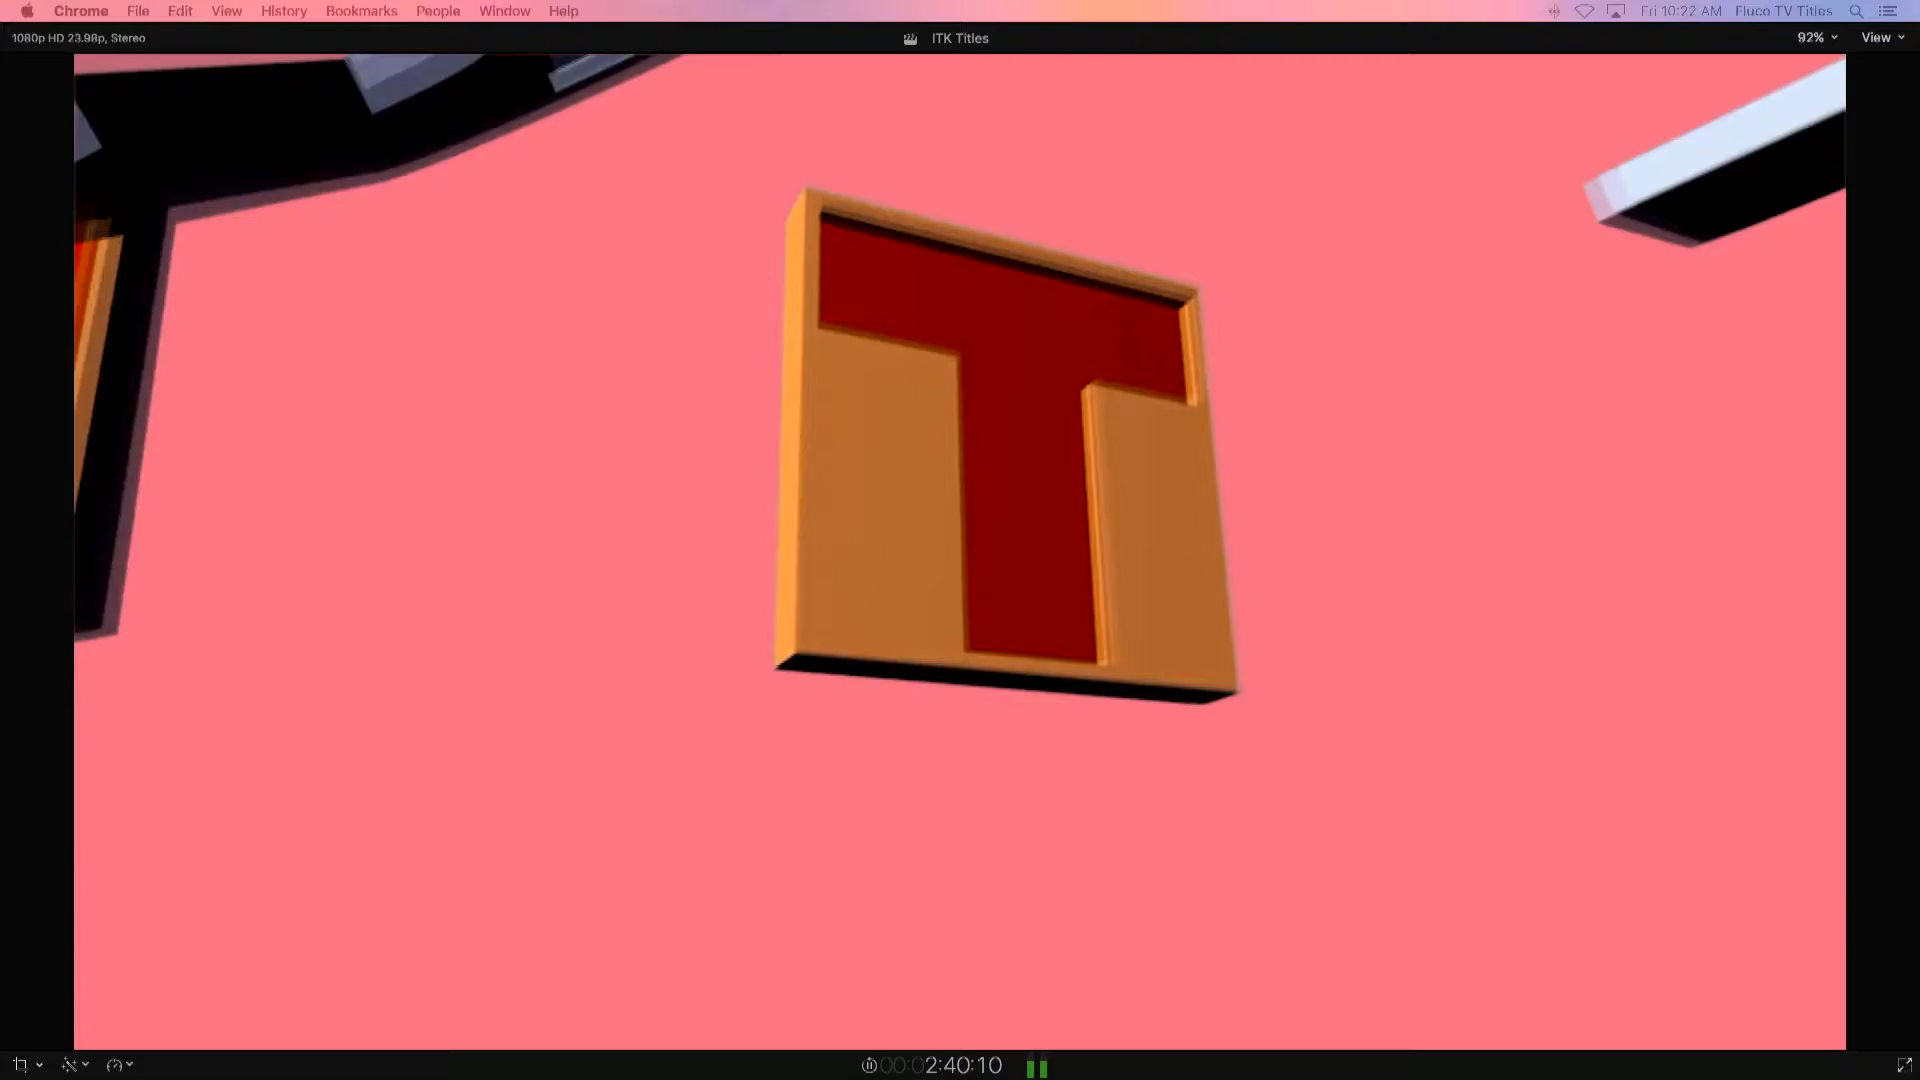 Chrome File Edit View History Bookmarks People Window Help Fri 10:22 AM Fluco TV Titles
1080p HD 23.98p, Stereo ITK Titles 92% View
T
00:02:40:10